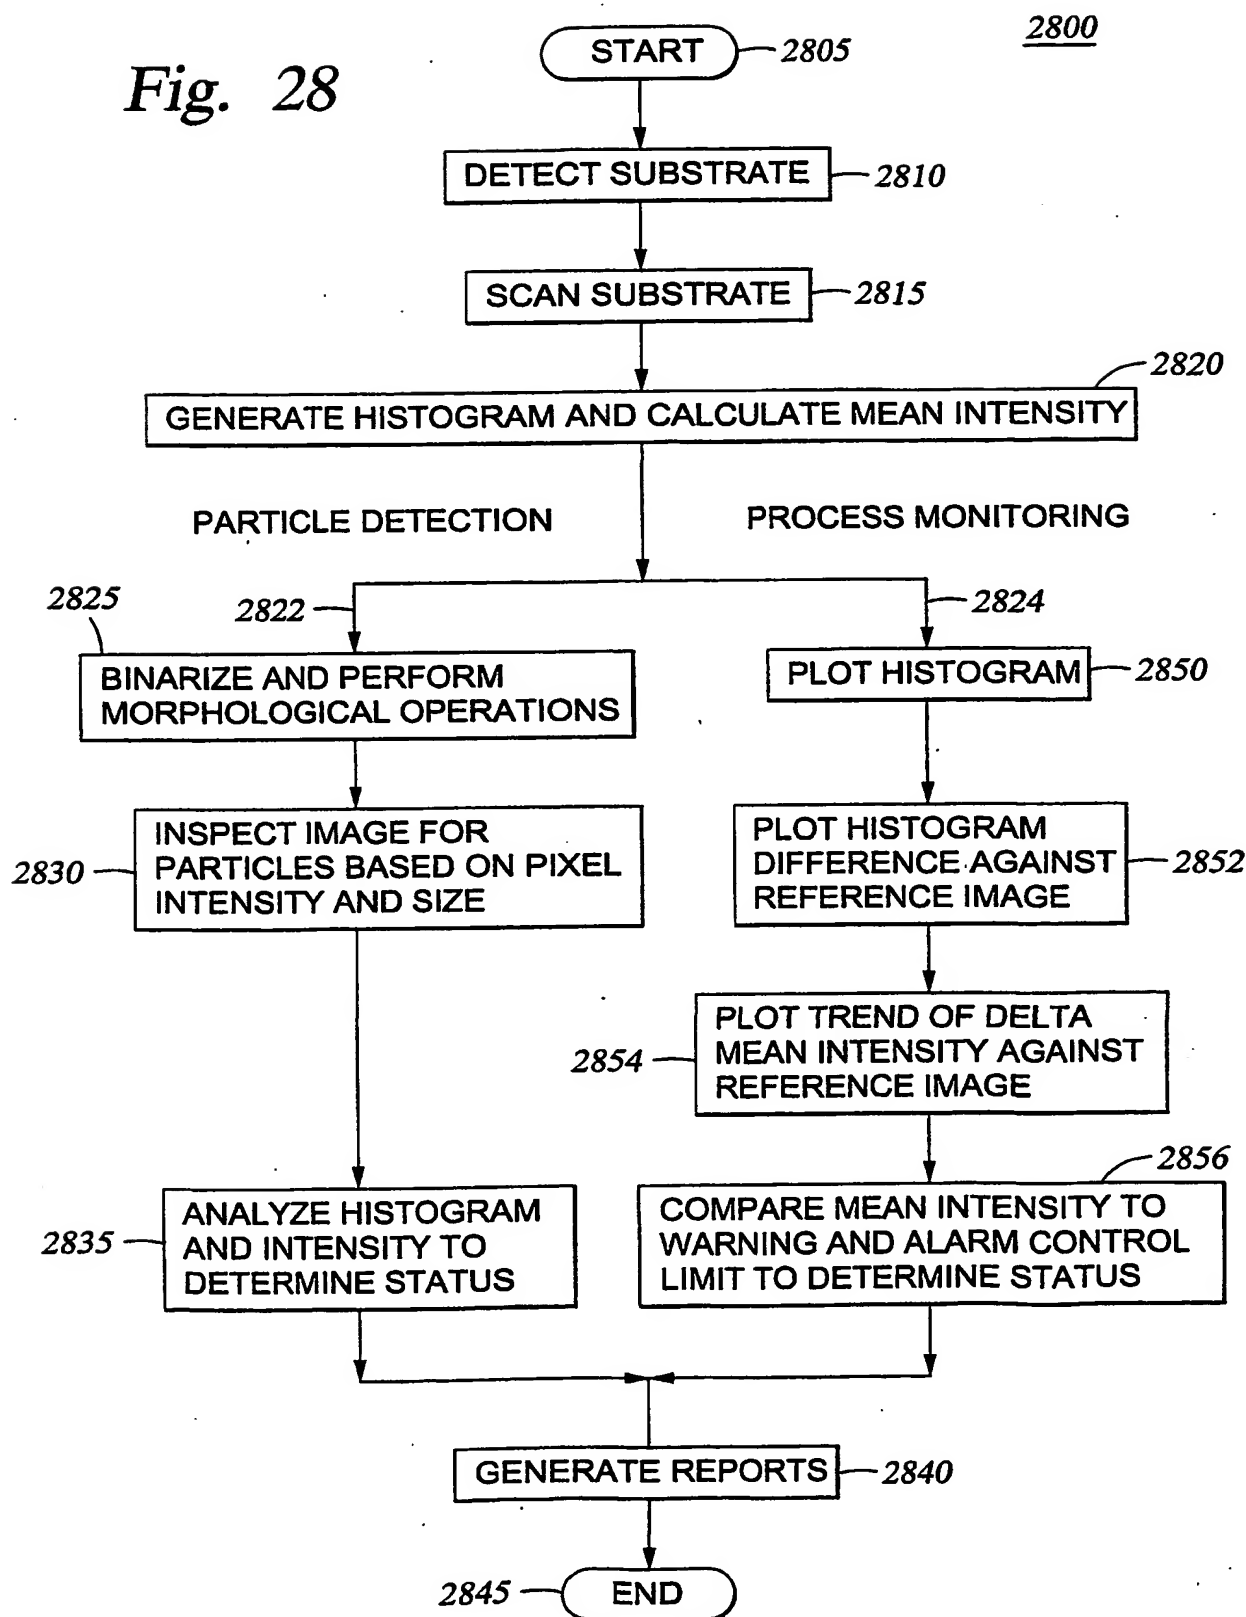 Fig. 28
2800
START
2805
DETECT SUBSTRATE
2810
SCAN SUBSTRATE
2815
2820
GENERATE HISTOGRAM AND CALCULATE MEAN INTENSITY
PARTICLE DETECTION
PROCESS MONITORING
2825
2822
2824
BINARIZE AND PERFORM
MORPHOLOGICAL OPERATIONS
PLOT HISTOGRAM
2850
2830
INSPECT IMAGE FOR
PARTICLES BASED ON PIXEL
INTENSITY AND SIZE
PLOT HISTOGRAM
DIFFERENCE AGAINST
REFERENCE IMAGE
2852
2854
PLOT TREND OF DELTA
MEAN INTENSITY AGAINST
REFERENCE IMAGE
2835
ANALYZE HISTOGRAM
AND INTENSITY TO
DETERMINE STATUS
2856
COMPARE MEAN INTENSITY TO
WARNING AND ALARM CONTROL
LIMIT TO DETERMINE STATUS
GENERATE REPORTS
2840
2845
END